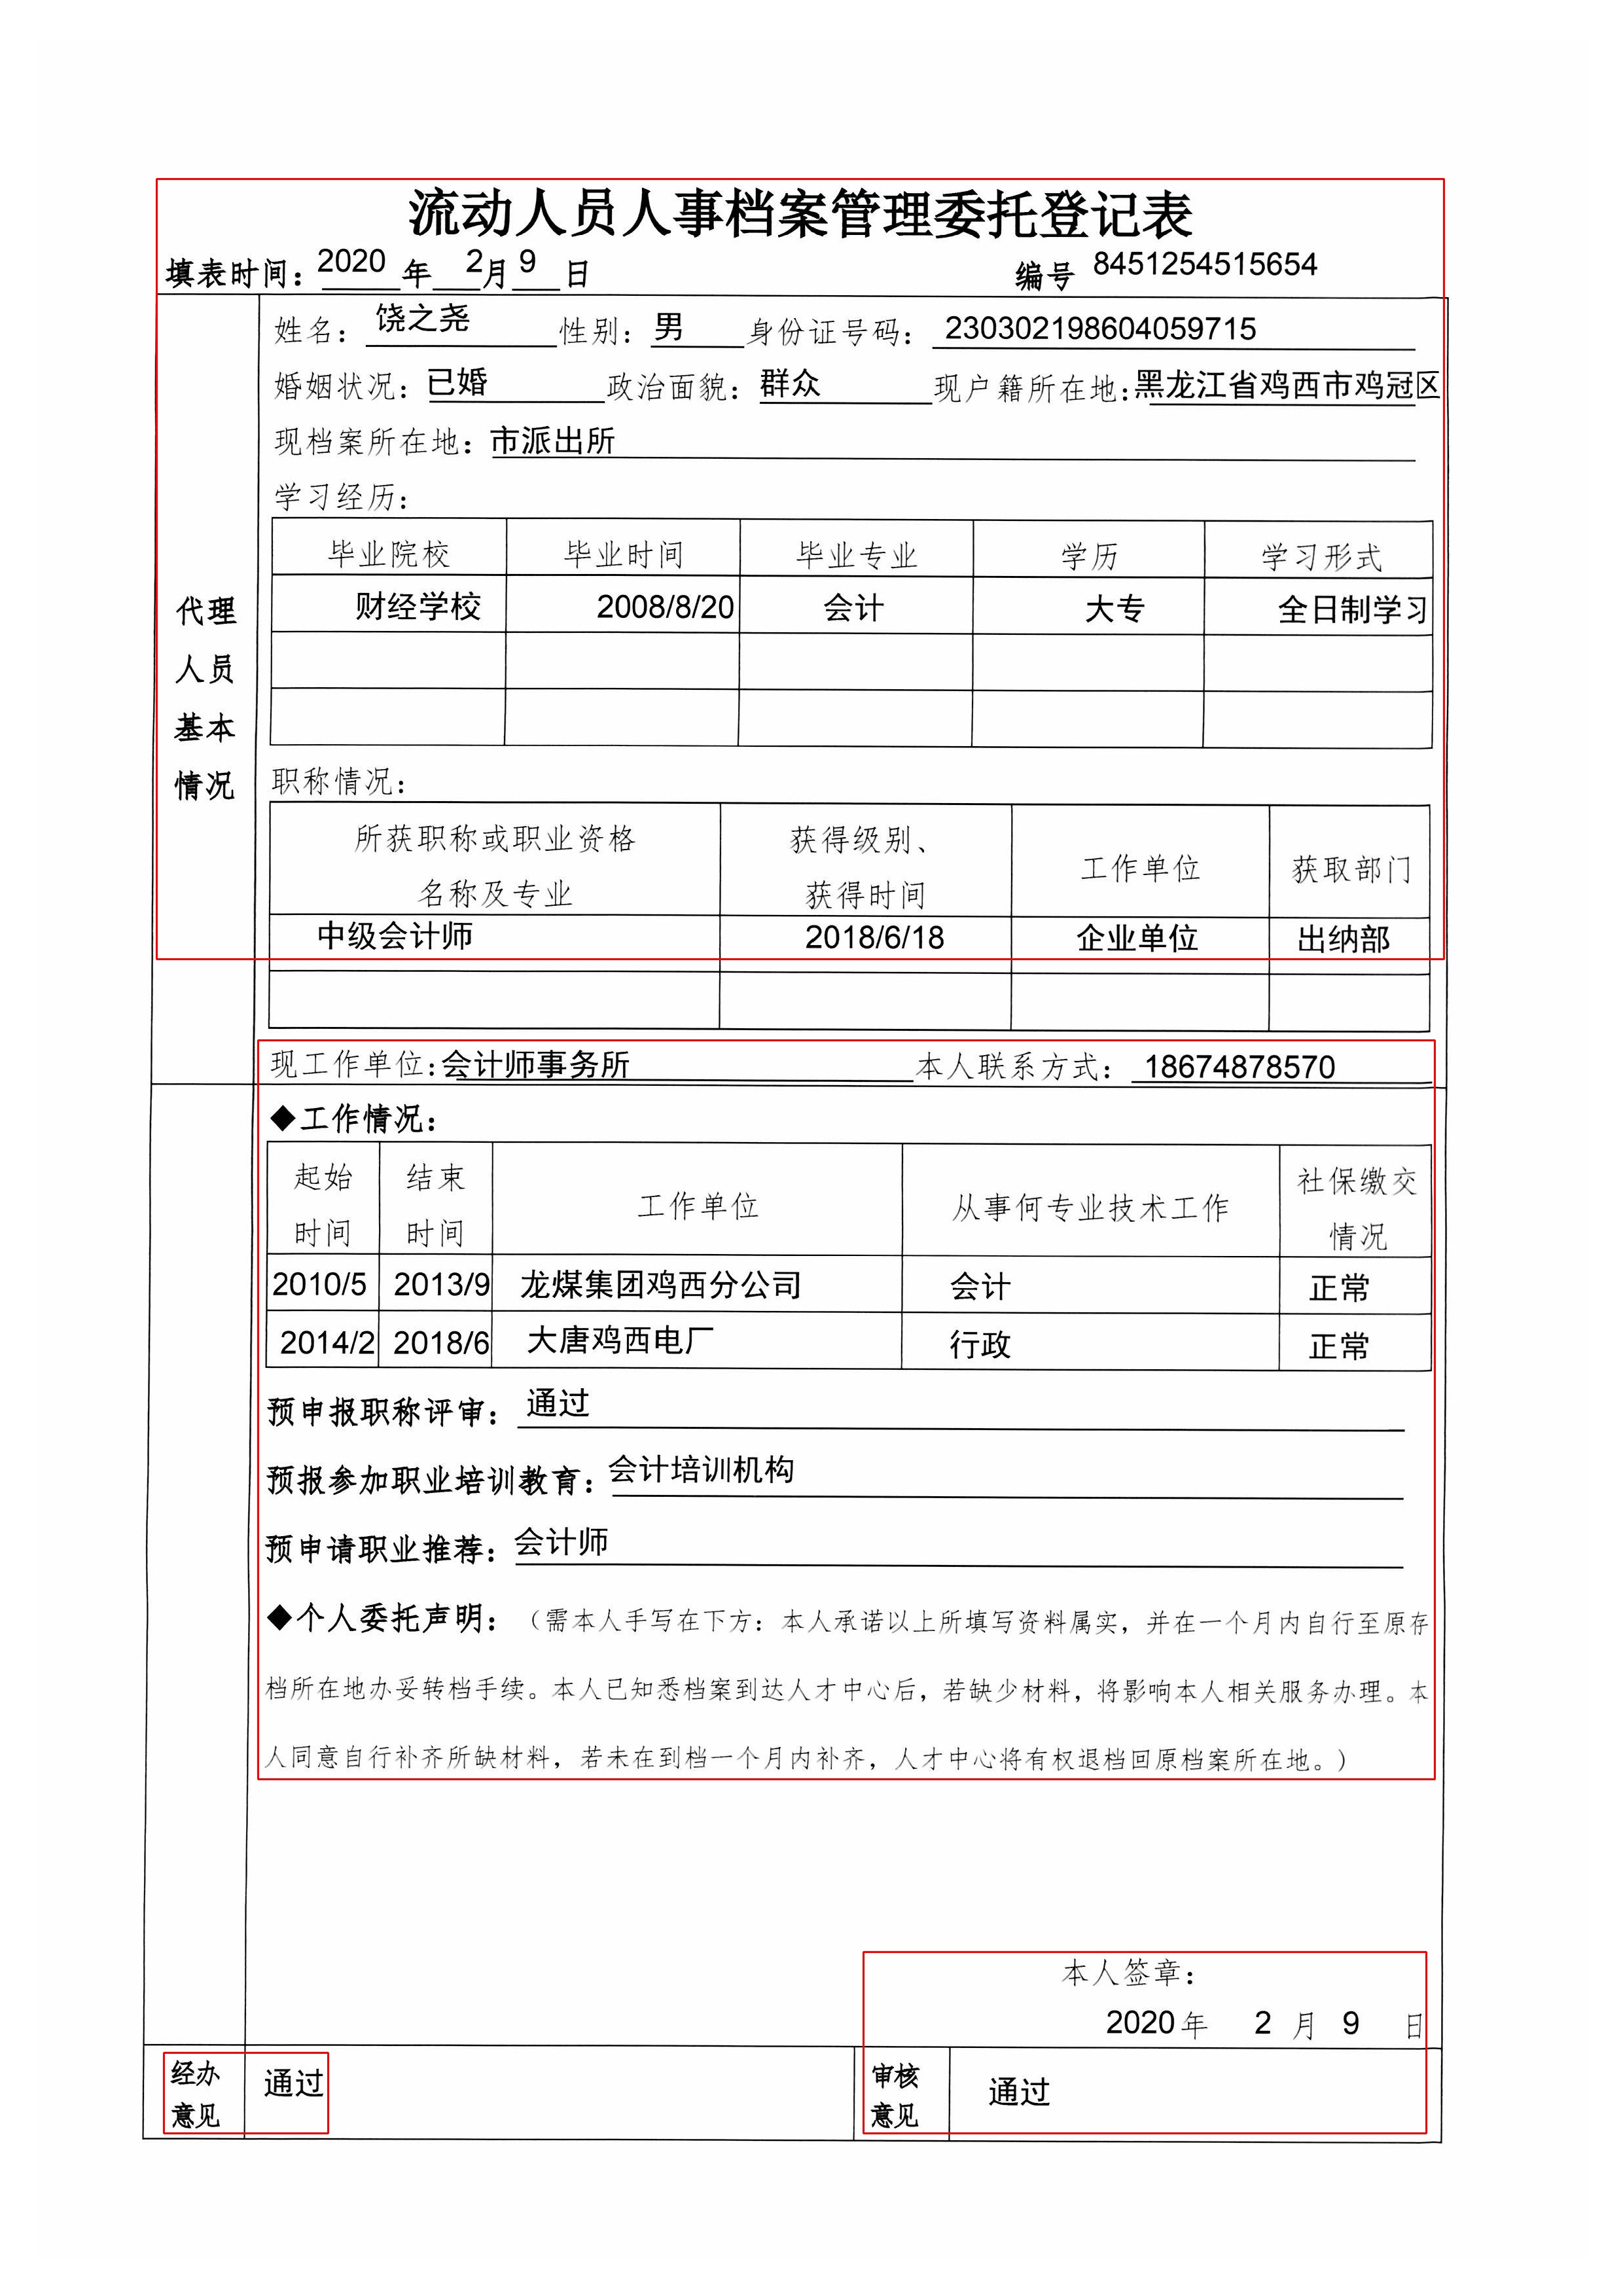 流动人员人事档案管理委托登记表
填表时间：2020 年 2月 9 日 编号 8451254515654
姓名：饶之尧 性别：男 身份证号码：230302198604059715
婚姻状况：已婚 政治面貌：群众 现户籍所在地：黑龙江省鸡西市鸡冠区
现档案所在地：市派出所
学习经历：
毕业院校 毕业时间 毕业专业 学历 学习形式
财经学校 2008/8/20 会计 大专 全日制学习
代理
人员
基本
情况
职称情况：
所获职称或职业资格
名称及专业
获得级别、
获得时间
工作单位 获取部门
中级会计师 2018/6/18 企业单位 出纳部
现工作单位：会计师事务所 本人联系方式：18674878570
◆工作情况：
起始
时间
结束
时间
工作单位 从事何专业技术工作
社保缴交
情况
2010/5 2013/9 龙煤集团鸡西分公司 会计 正常
2014/2 2018/6 大唐鸡西电厂 行政 正常
预申报职称评审：通过
预报参加职业培训教育：会计培训机构
预申请职业推荐：会计师
◆个人委托声明：（需本人手写在下方：本人承诺以上所填写资料属实，并在一个月内自行至原存
档所在地办妥转档手续。本人已知悉档案到达人才中心后，若缺少材料，将影响本人相关服务办理。本
人同意自行补齐所缺材料，若未在到档一个月内补齐，人才中心将有权退档回原档案所在地。）
本人签章：
2020年 2 月 9 日
经办
意见
通过
审核
意见
通过